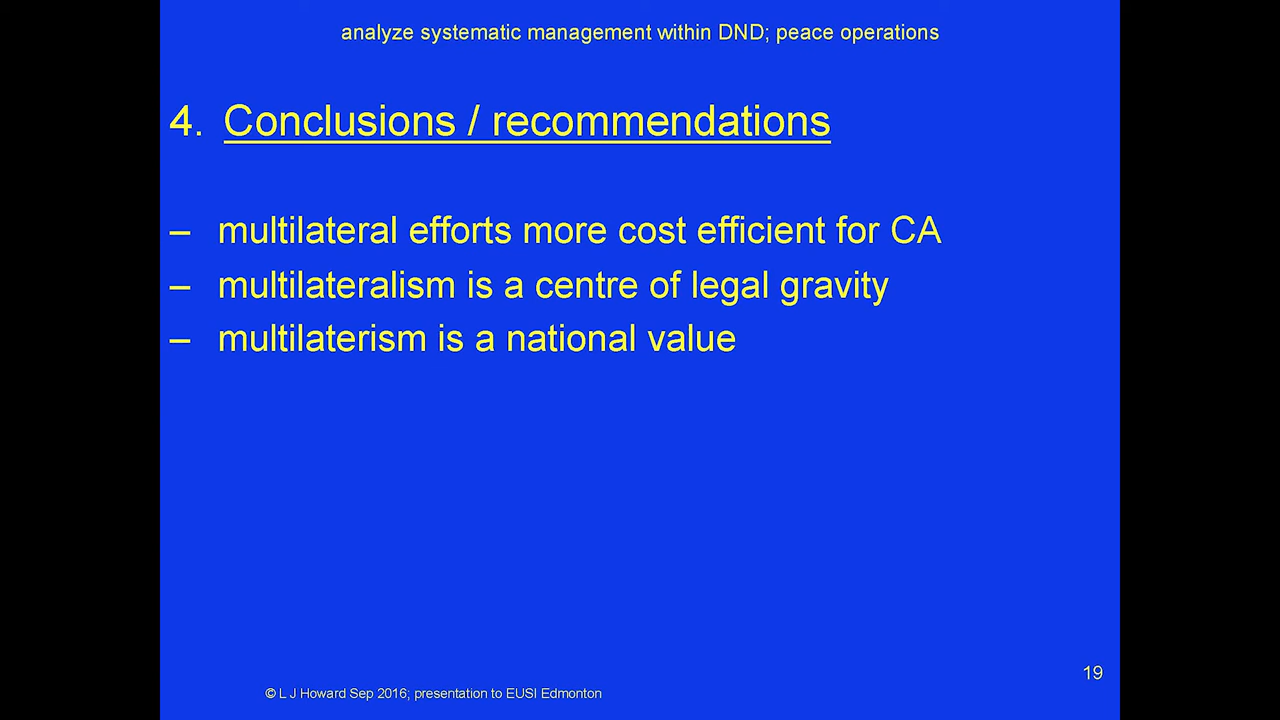 analyze systematic management within DND; peace operations
4. Conclusions / recommendations
– multilateral efforts more cost efficient for CA
– multilateralism is a centre of legal gravity
– multilaterism is a national value
19
© L J Howard Sep 2016; presentation to EUSI Edmonton